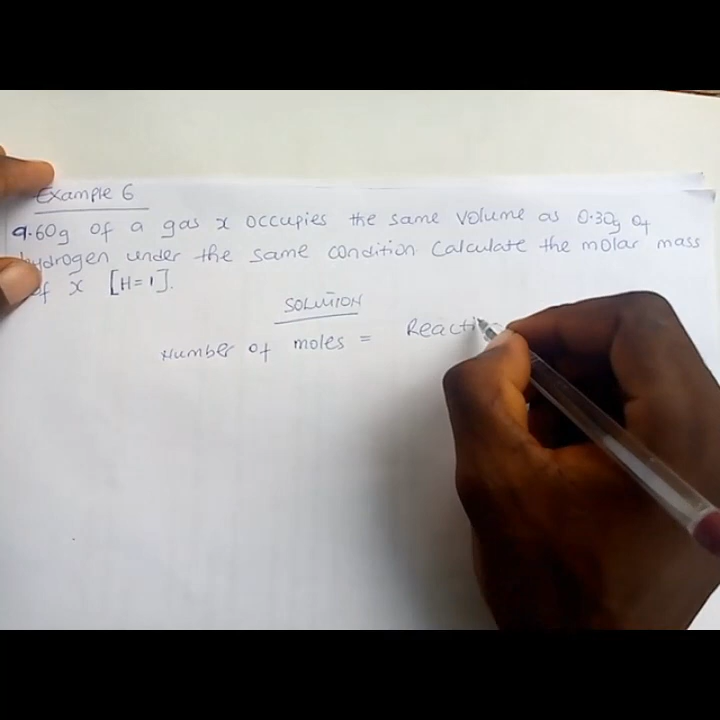 Example 6
9.60g of a gas x occupies the same volume as 0.30g of
hydrogen under the same condition. Calculate the molar mass
of x [H=1].
SOLUTION
Number of moles = Reacti